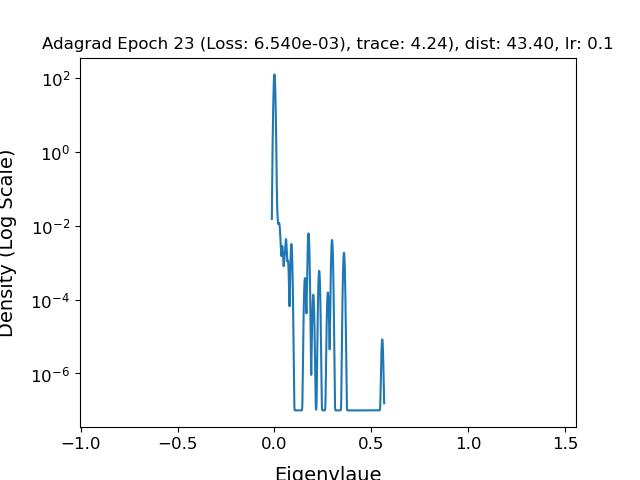 Adagrad Epoch 23 (Loss: 6.540e-03), trace: 4.24), dist: 43.40, lr: 0.1
Density (Log Scale)
10²
10⁰
10⁻²
10⁻⁴
10⁻⁶
−1.0 −0.5 0.0 0.5 1.0 1.5
Eigenvlaue